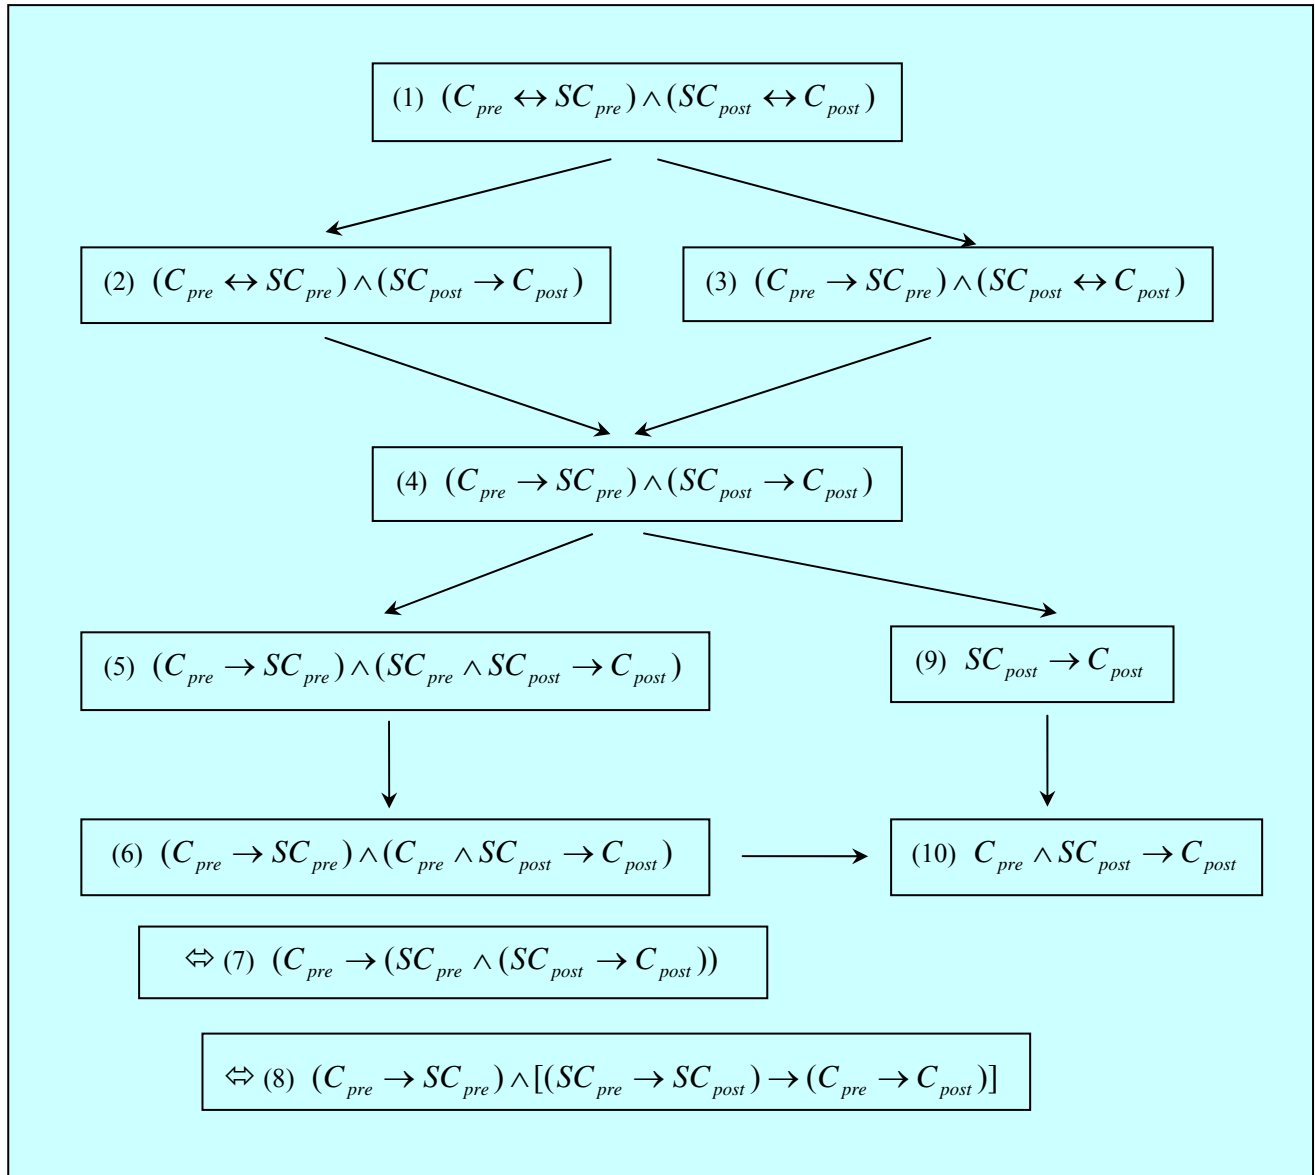 (1) (C_pre ↔ SC_pre) ∧ (SC_post ↔ C_post)
(2) (C_pre ↔ SC_pre) ∧ (SC_post → C_post)
(3) (C_pre → SC_pre) ∧ (SC_post ↔ C_post)
(4) (C_pre → SC_pre) ∧ (SC_post → C_post)
(5) (C_pre → SC_pre) ∧ (SC_pre ∧ SC_post → C_post)
(9) SC_post → C_post
(6) (C_pre → SC_pre) ∧ (C_pre ∧ SC_post → C_post)
(10) C_pre ∧ SC_post → C_post
⇔ (7) (C_pre → (SC_pre ∧ (SC_post → C_post))
⇔ (8) (C_pre → SC_pre) ∧ [(SC_pre → SC_post) → (C_pre → C_post)]